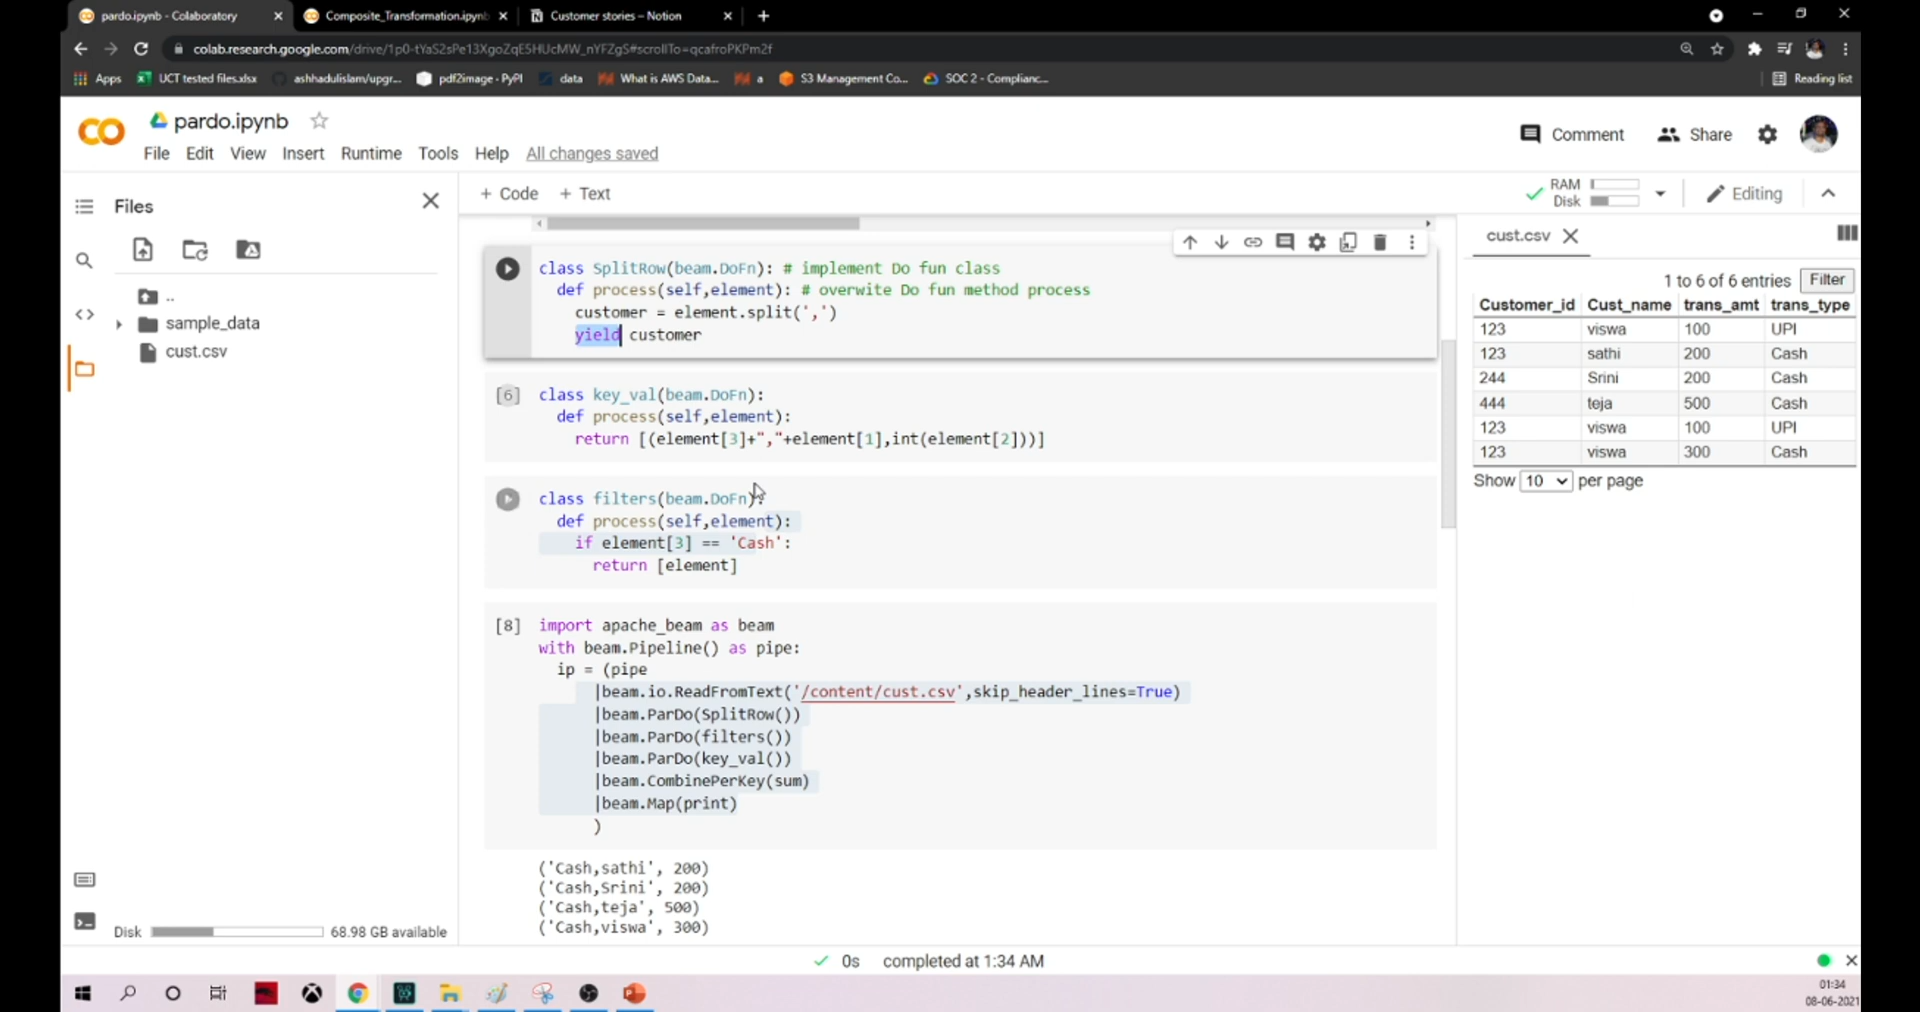 pardo.ipynb - Colaboratory
Composite_Transformation.ipynb
Customer stories – Notion
colab.research.google.com/drive/1p0-tYaS2sPe13XgoZqE5HUcMW_nYFZgS#scrollTo=qcafroPKPm2f
Apps
UCT tested files.xlsx
ashhadulislam/upgr...
pdf2image · PyPI
data
What is AWS Data...
a
S3 Management Co...
SOC 2 - Complianc...
Reading list
CO
pardo.ipynb
Comment
Share
File Edit View Insert Runtime Tools Help All changes saved
Files
+ Code + Text
RAM
Disk
Editing
..
sample_data
cust.csv
Disk
68.98 GB available
class SplitRow(beam.DoFn): # implement Do fun class
def process(self,element): # overwite Do fun method process
customer = element.split(',')
yield customer
[6]
class key_val(beam.DoFn):
def process(self,element):
return [(element[3]+","+element[1],int(element[2]))]
class filters(beam.DoFn):
def process(self,element):
if element[3] == 'Cash':
return [element]
[8]
import apache_beam as beam
with beam.Pipeline() as pipe:
ip = (pipe
|beam.io.ReadFromText('/content/cust.csv',skip_header_lines=True)
|beam.ParDo(SplitRow())
|beam.ParDo(filters())
|beam.ParDo(key_val())
|beam.CombinePerKey(sum)
|beam.Map(print)
)
('Cash,sathi', 200)
('Cash,Srini', 200)
('Cash,teja', 500)
('Cash,viswa', 300)
cust.csv
1 to 6 of 6 entries Filter
Customer_id Cust_name trans_amt trans_type
123 viswa 100 UPI
123 sathi 200 Cash
244 Srini 200 Cash
444 teja 500 Cash
123 viswa 100 UPI
123 viswa 300 Cash
Show 10 per page
0s completed at 1:34 AM
01:34
08-06-2021